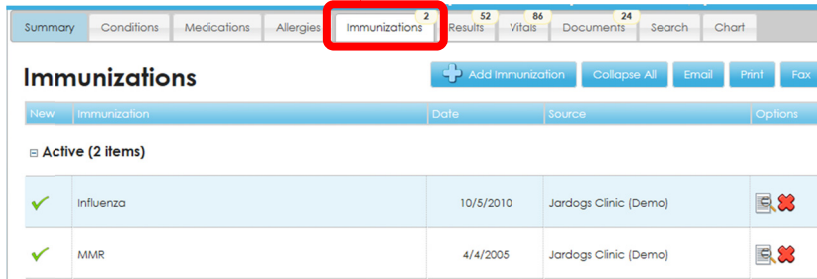 2 52 86 24
Summary Conditions Medications Allergies Immunizations Results Vitals Documents Search Chart
Immunizations Add Immunization Collapse All Email Print Fax
New Immunization Date Source Options
Active (2 items)
Influenza 10/5/2010 Jardogs Clinic (Demo)
MMR 4/4/2005 Jardogs Clinic (Demo)